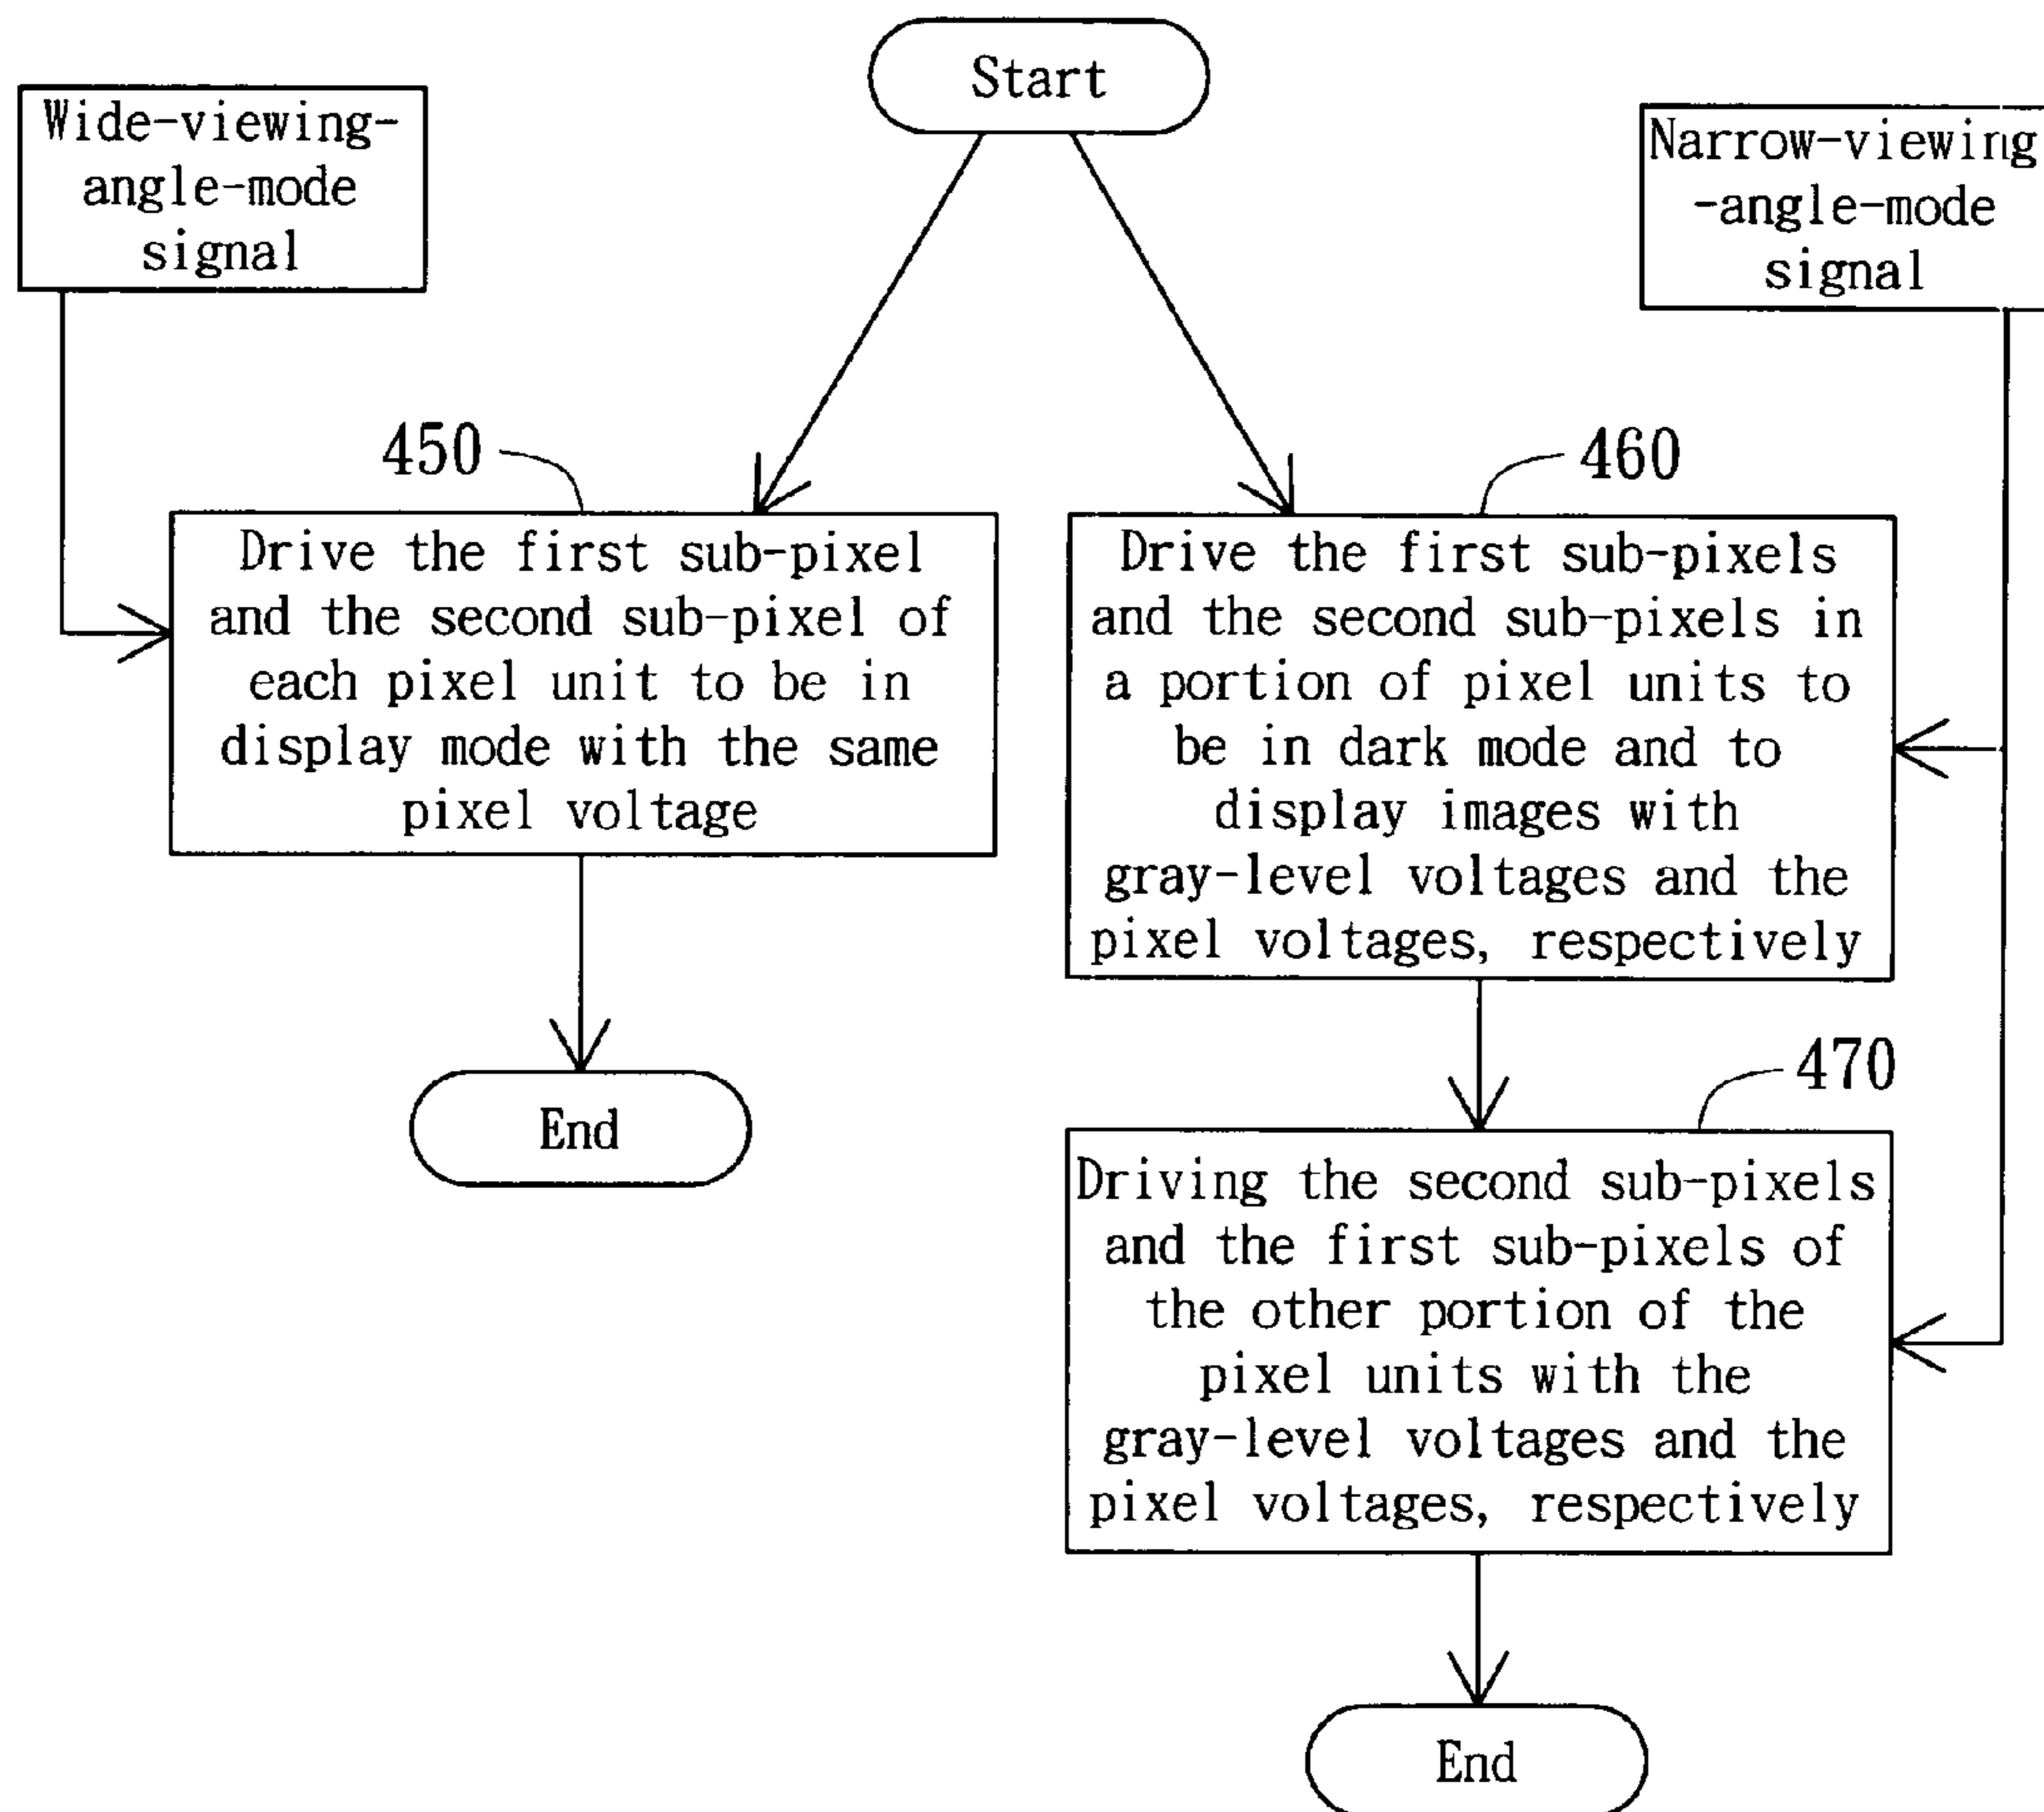 Start
Wide-viewing-
angle-mode
signal
Narrow-viewing
-angle-mode
signal
450
460
Drive the first sub-pixel
and the second sub-pixel of
each pixel unit to be in
display mode with the same
pixel voltage
Drive the first sub-pixels
and the second sub-pixels in
a portion of pixel units to
be in dark mode and to
display images with
gray-level voltages and the
pixel voltages, respectively
End
470
Driving the second sub-pixels
and the first sub-pixels of
the other portion of the
pixel units with the
gray-level voltages and the
pixel voltages, respectively
End